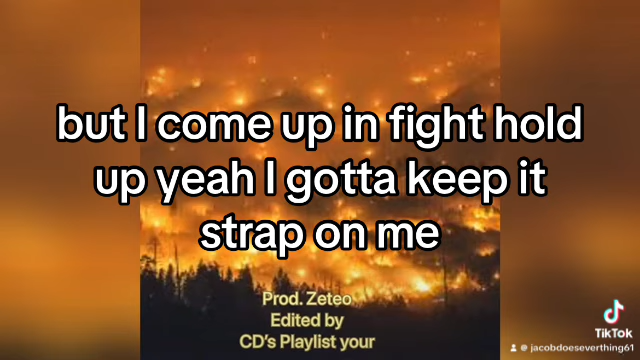 but I come up in fight hold
up yeah I gotta keep it
strap on me
Prod. Zeteo
Edited by
CD's Playlist your
TikTok
@ jacobdoeseverthing61